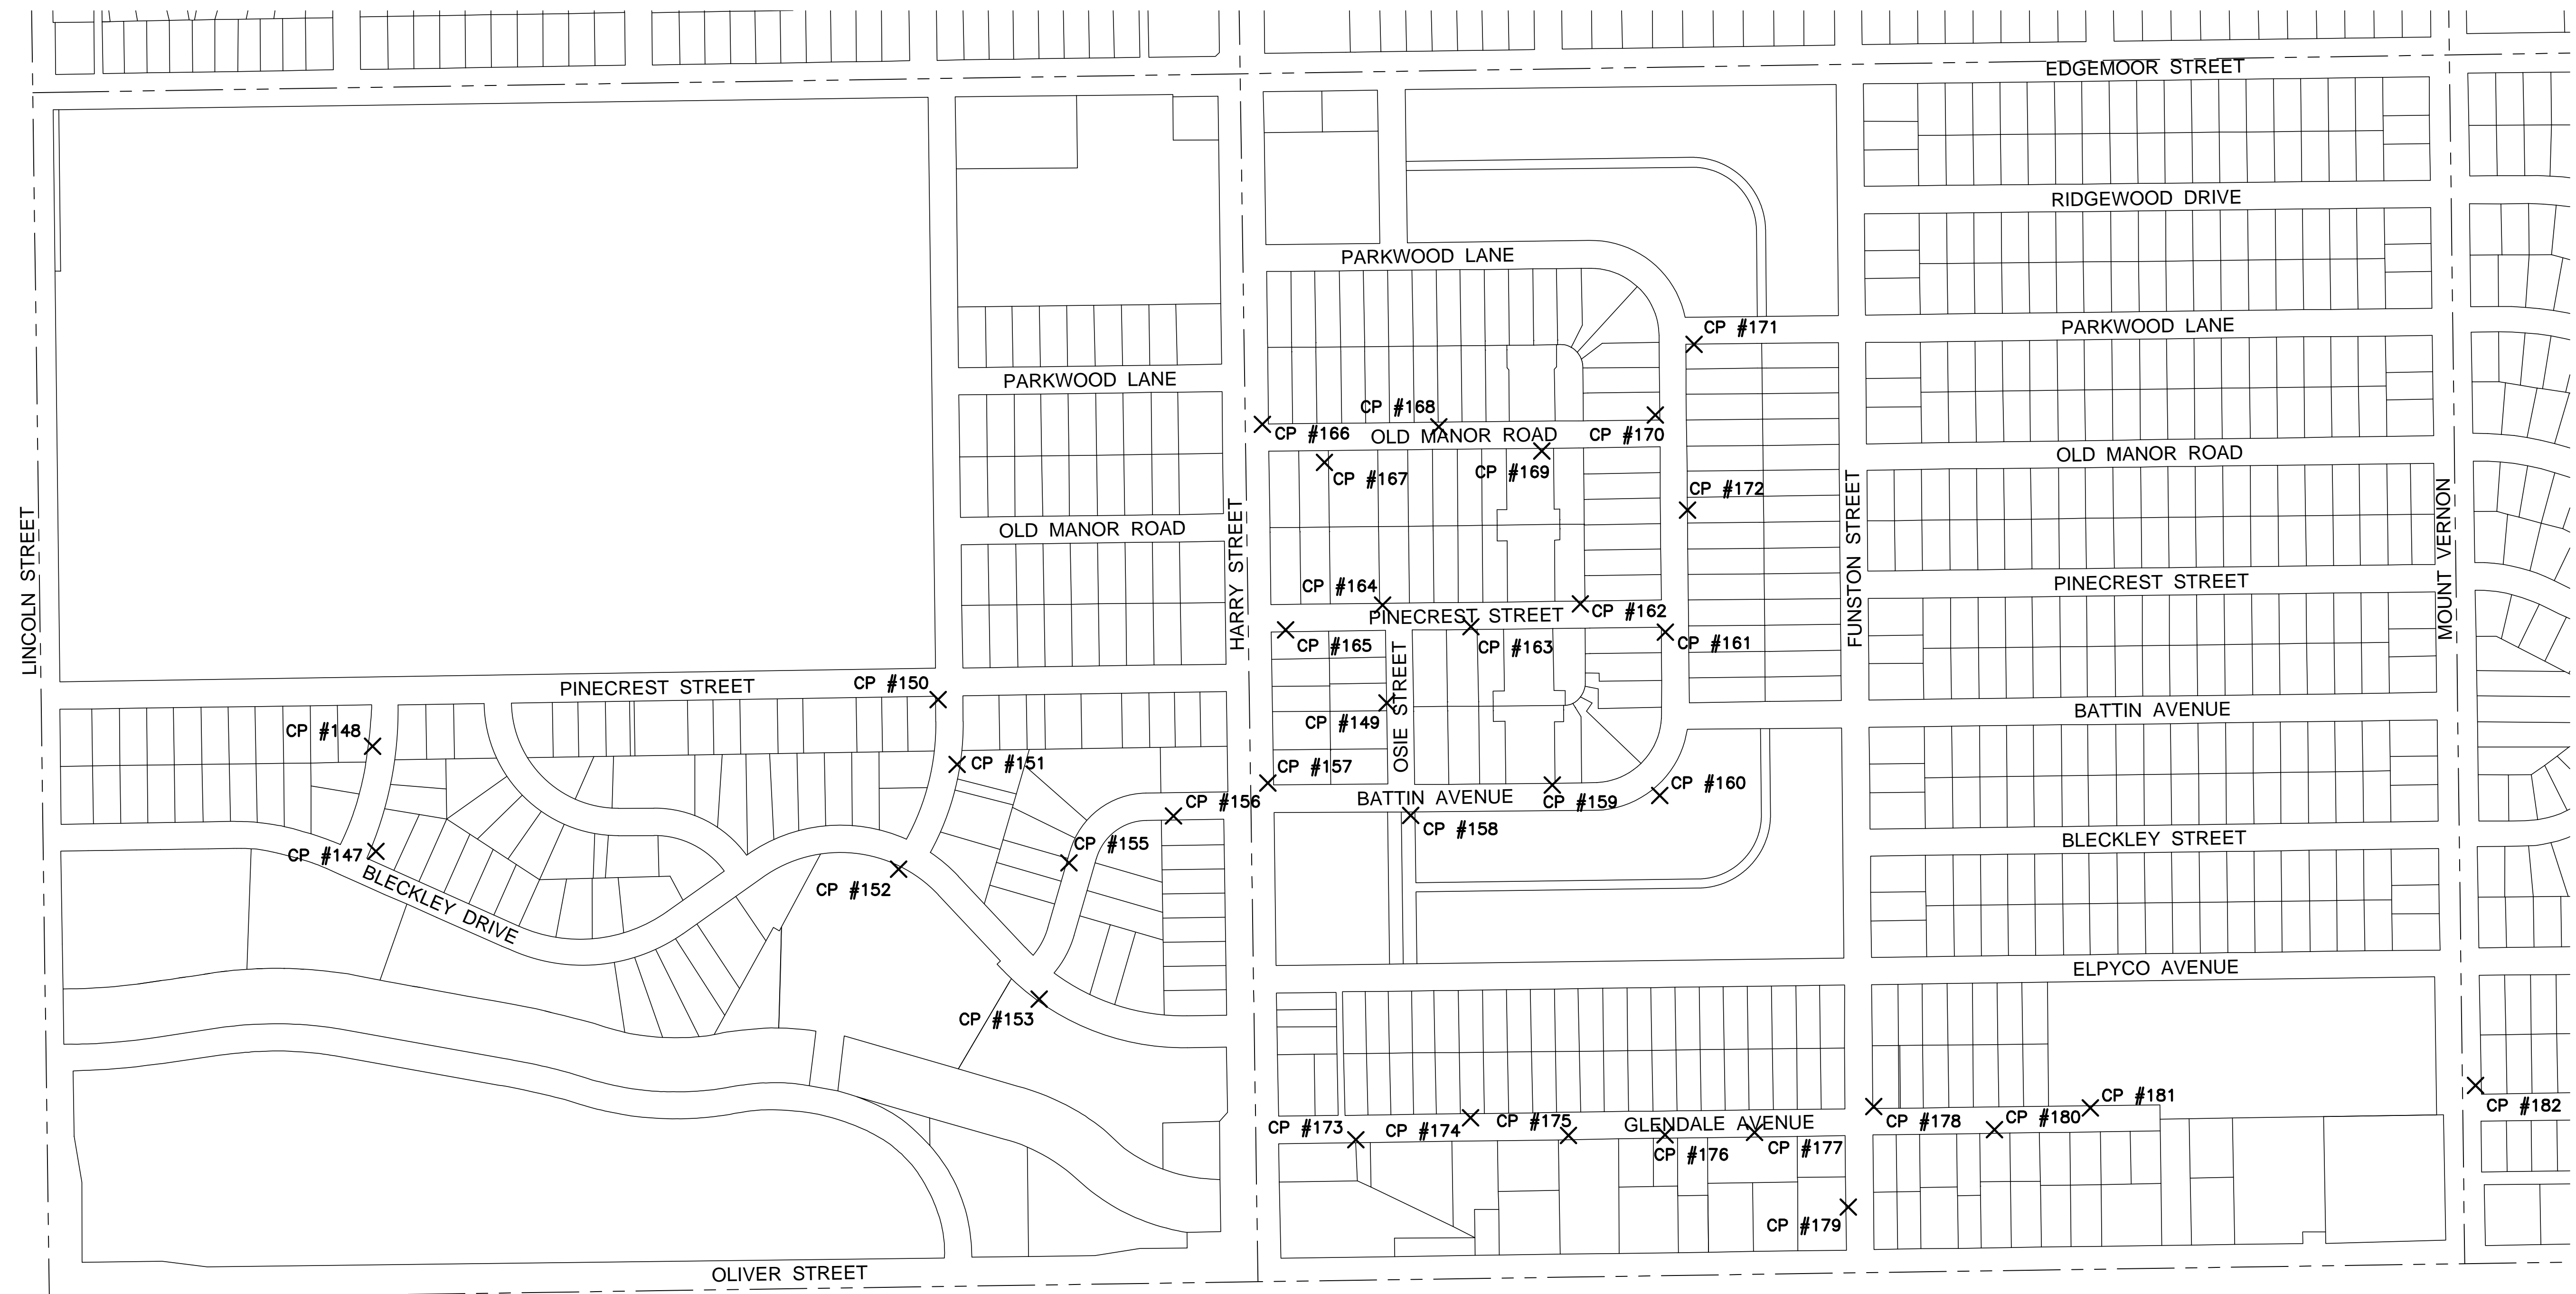 EDGEMOOR STREET
RIDGEWOOD DRIVE
PARKWOOD LANE
CP #171
PARKWOOD LANE
PARKWOOD LANE
CP #168
CP #166
OLD MANOR ROAD
CP #170
OLD MANOR ROAD
CP #167
CP #169
CP #172
LINCOLN STREET
OLD MANOR ROAD
HARRY STREET
FUNSTON STREET
MOUNT VERNON
CP #164
PINECREST STREET
CP #162
PINECREST STREET
CP #165
CP #163
CP #161
OSIE STREET
PINECREST STREET
CP #150
CP #148
CP #149
BATTIN AVENUE
CP #151
CP #157
CP #160
CP #156
BATTIN AVENUE
CP #159
CP #158
CP #147
CP #155
BLECKLEY STREET
BLECKLEY DRIVE
CP #152
ELPYCO AVENUE
CP #153
CP #173
CP #174
CP #175
GLENDALE AVENUE
CP #178
CP #180
CP #181
CP #182
CP #176
CP #177
CP #179
OLIVER STREET